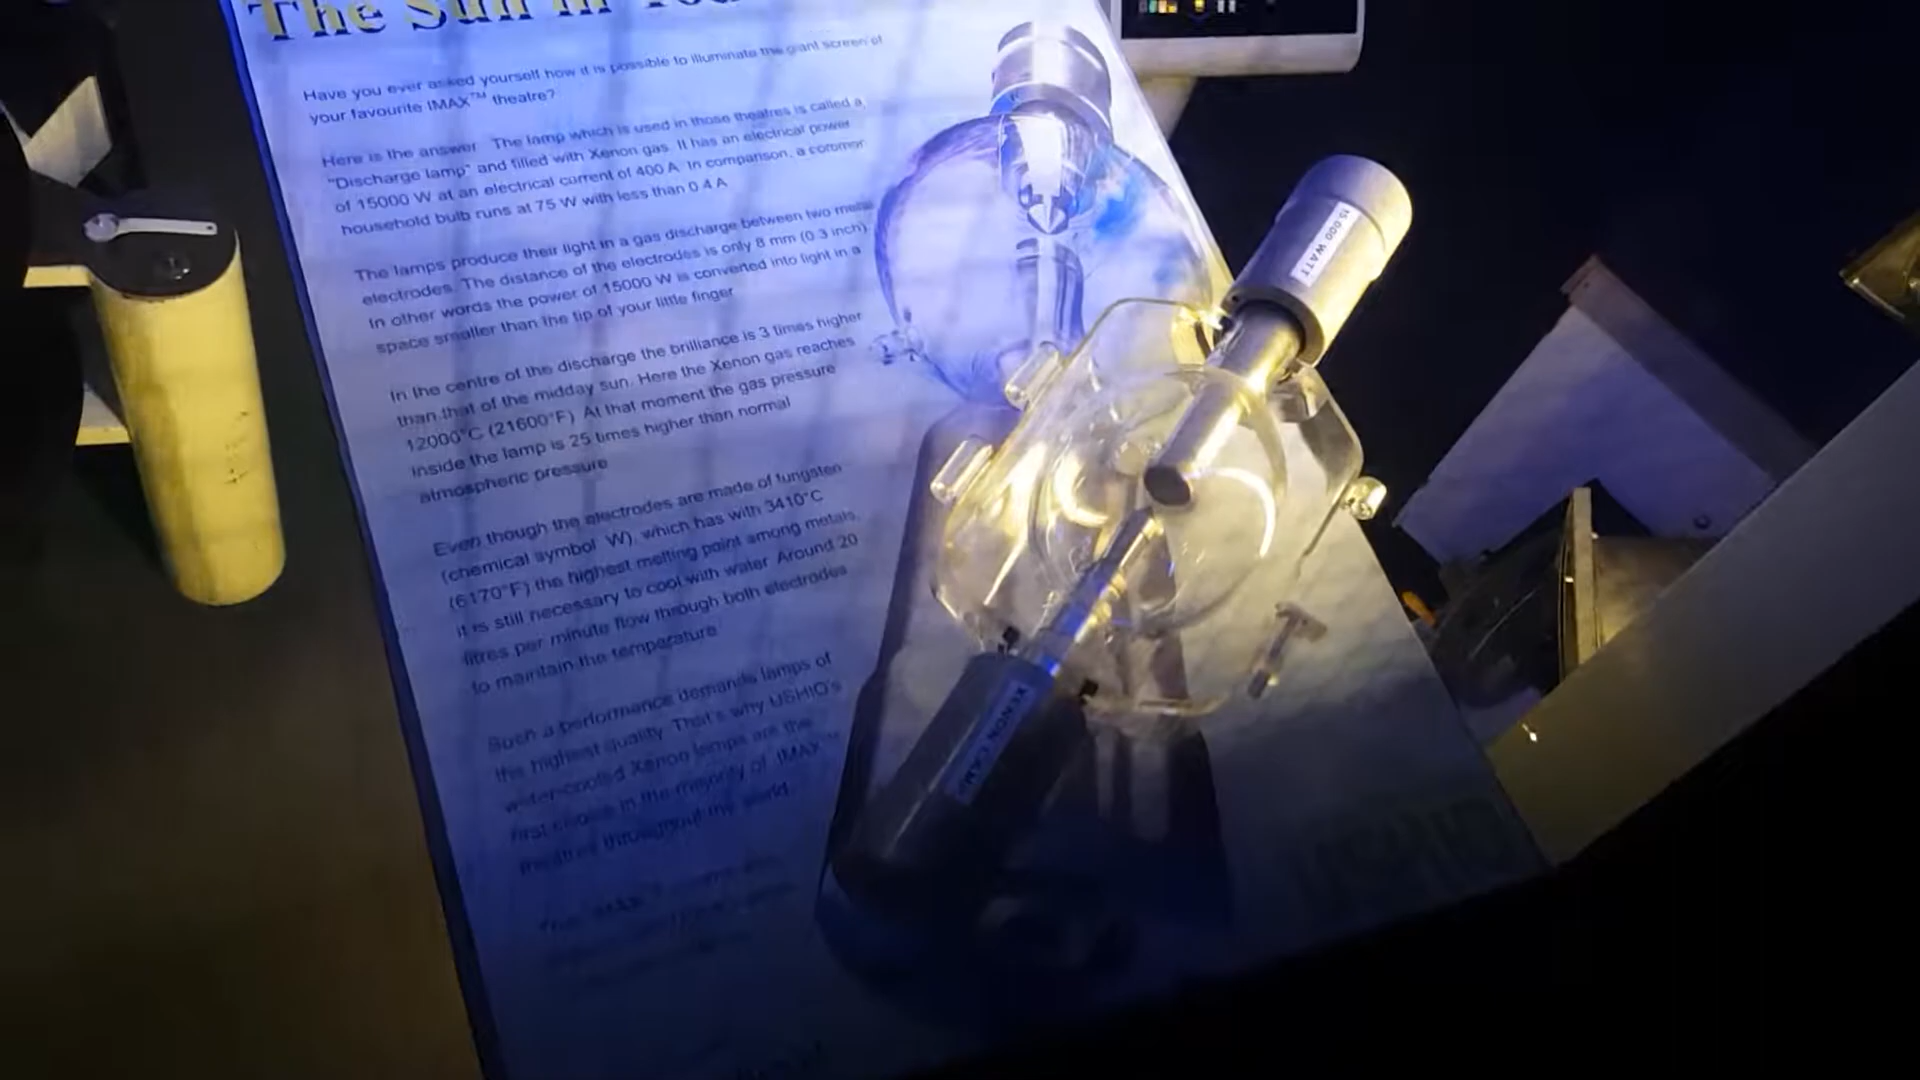 The Sun in
Have you ever asked yourself how it is possible to illuminate the giant screen of
your favourite IMAX™ theatre?
Here is the answer. The lamp which is used in those theatres is called a
"Discharge lamp" and filled with Xenon gas. It has an electrical power
of 15000 W at an electrical current of 400 A. In comparison, a common
household bulb runs at 75 W with less than 0.4 A
The lamps produce their light in a gas discharge between two metal
electrodes. The distance of the electrodes is only 8 mm (0.3 inch).
In other words the power of 15000 W is converted into light in a
space smaller than the tip of your little finger
In the centre of the discharge the brilliance is 3 times higher
than that of the midday sun. Here the Xenon gas reaches
12000°C (21600°F). At that moment the gas pressure
inside the lamp is 25 times higher than normal
atmospheric pressure
Even though the electrodes are made of tungsten
(chemical symbol W), which has with 3410°C
(6170°F) the highest melting point among metals,
it is still necessary to cool with water. Around 20
litres per minute flow through both electrodes
to maintain the temperature
Such a performance demands lamps of
the highest quality. That's why USHIO's
water-cooled Xenon lamps are the
first choice in the majority of IMAX™
theatres throughout the world
15 000 WATT
XENON LAMP
USHIO